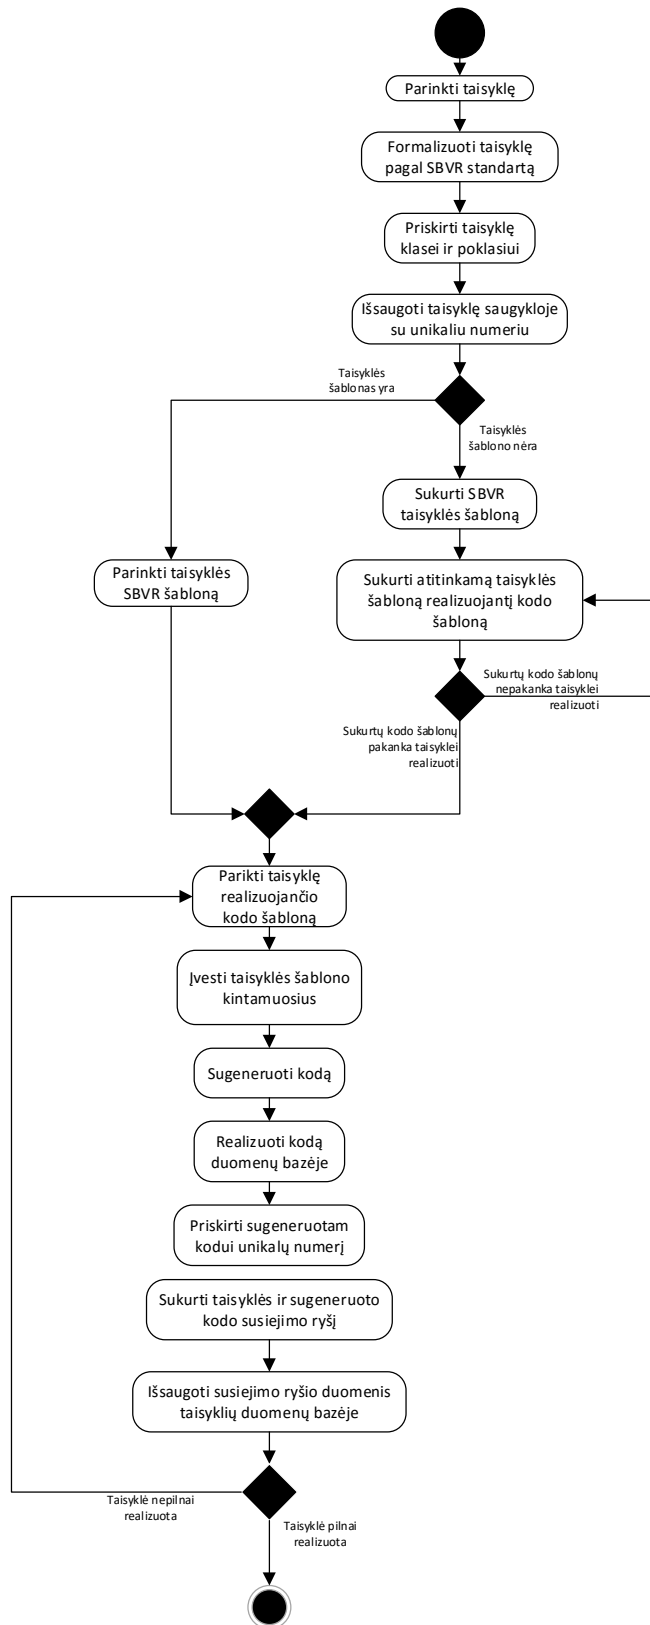 Parinkti taisyklę
Formalizuoti taisyklę
pagal SBVR standartą
Priskirti taisyklę
klasei ir poklasiui
Išsaugoti taisyklę saugykloje
su unikaliu numeriu
Taisyklės
šablonas yra
Taisyklės
šablono nėra
Sukurti SBVR
taisyklės šabloną
Parinkti taisyklės
SBVR šabloną
Sukurti atitinkamą taisyklės
šabloną realizuojantį kodo
šabloną
Sukurtų kodo šablonų
nepakanka taisyklei
realizuoti
Sukurtų kodo šablonų
pakanka taisyklei
realizuoti
Parikti taisyklę
realizuojančio
kodo šabloną
Įvesti taisyklės šablono
kintamuosius
Sugeneruoti kodą
Realizuoti kodą
duomenų bazėje
Priskirti sugeneruotam
kodui unikalų numerį
Sukurti taisyklės ir sugeneruoto
kodo susiejimo ryšį
Išsaugoti susiejimo ryšio duomenis
taisyklių duomenų bazėje
Taisyklė nepilnai
realizuota
Taisyklė pilnai
realizuota